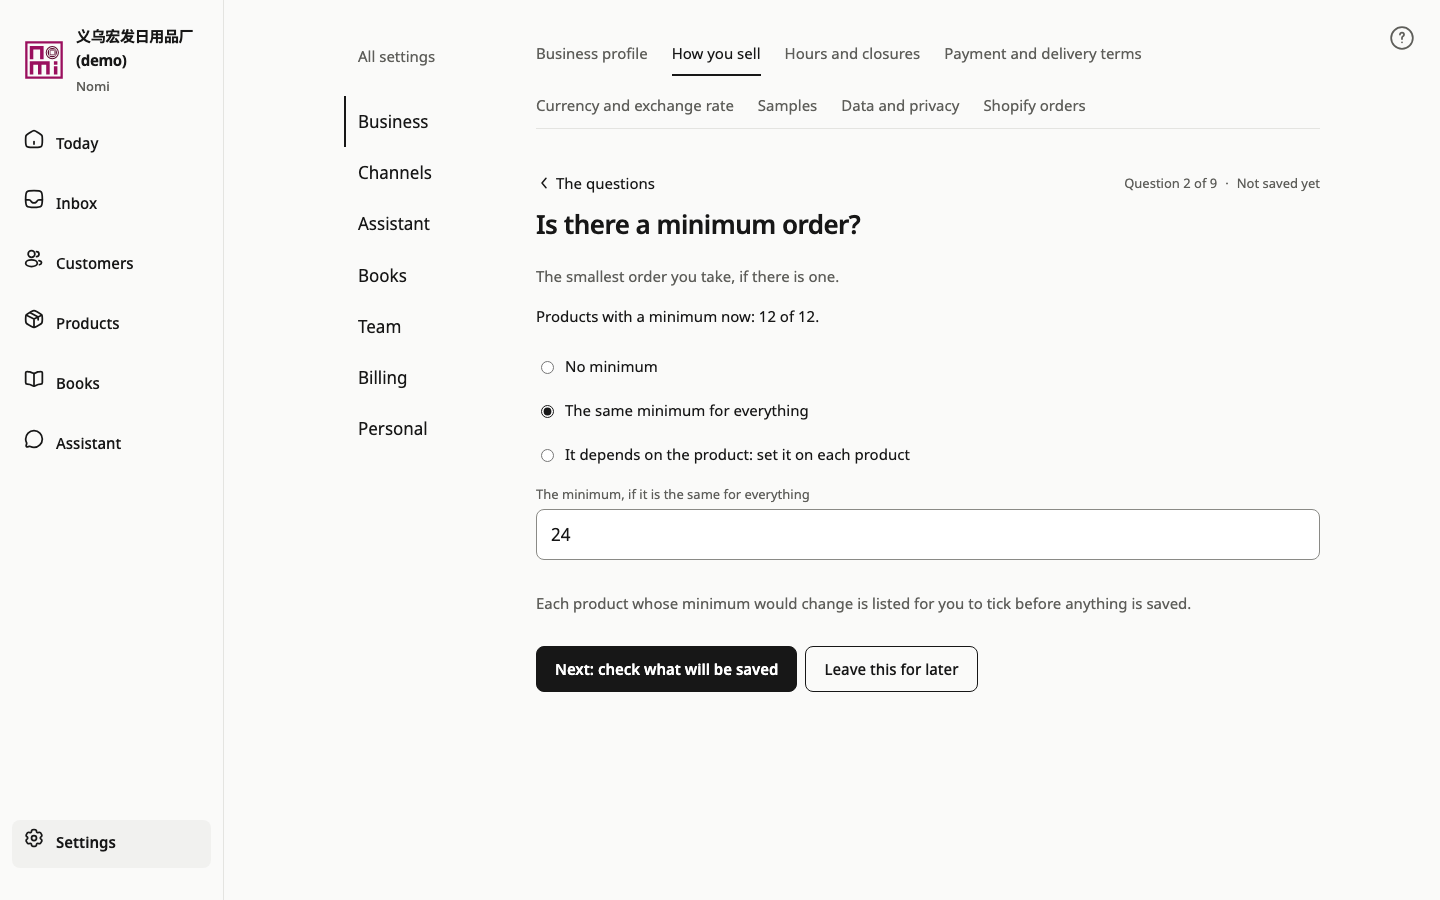 义乌宏发日用品厂
(demo)
Nomi
Today
Inbox
Customers
Products
Books
Assistant
Settings
All settings
Business
Channels
Assistant
Books
Team
Billing
Personal
Business profile
How you sell
Hours and closures
Payment and delivery terms
Currency and exchange rate
Samples
Data and privacy
Shopify orders
The questions
Question 2 of 9 · Not saved yet
Is there a minimum order?
The smallest order you take, if there is one.
Products with a minimum now: 12 of 12.
No minimum
The same minimum for everything
It depends on the product: set it on each product
The minimum, if it is the same for everything
24
Each product whose minimum would change is listed for you to tick before anything is saved.
Next: check what will be saved
Leave this for later